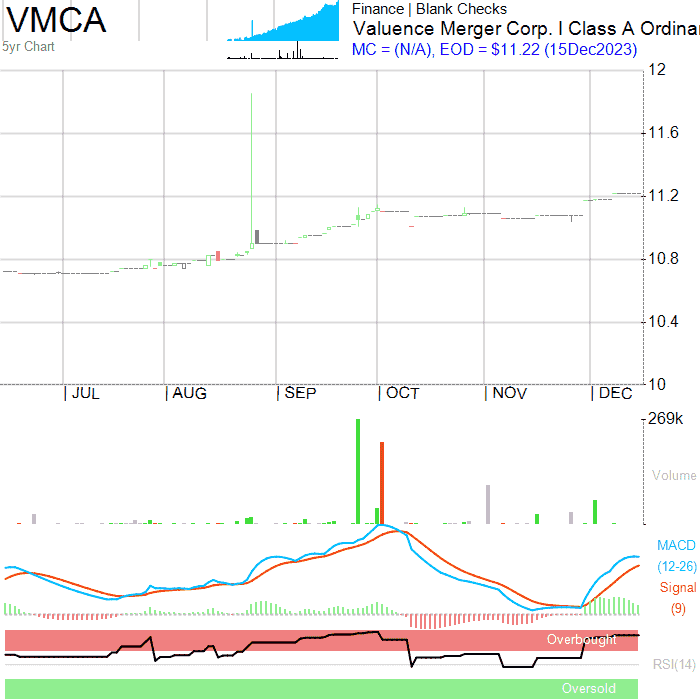 VMCA
5yr Chart
Finance | Blank Checks
Valuence Merger Corp. I Class A Ordinar
MC = (N/A), EOD = $11.22 (15Dec2023)
12
11.6
11.2
10.8
10.4
10
JUL AUG SEP OCT NOV DEC
269k
Volume
MACD
(12-26)
Signal
(9)
Overbought
RSI(14)
Oversold